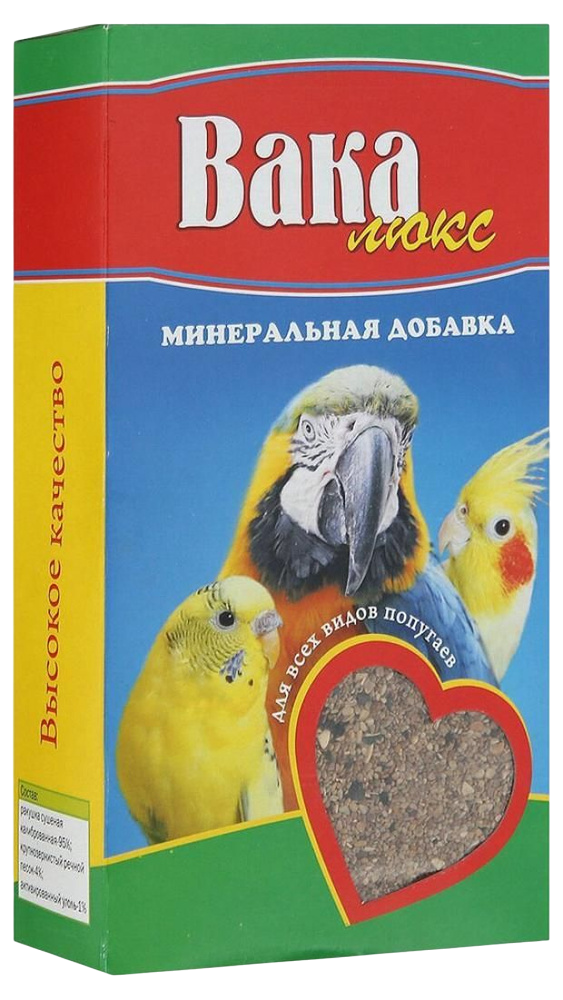 Вака
люкс
МИНЕРАЛЬНАЯ ДОБАВКА
для всех видов попугаев
Высокое качество
Состав:
ракушка сушеная
калиброванная-95%;
крупнозернистый речной
песок-4%;
активированный уголь-1%